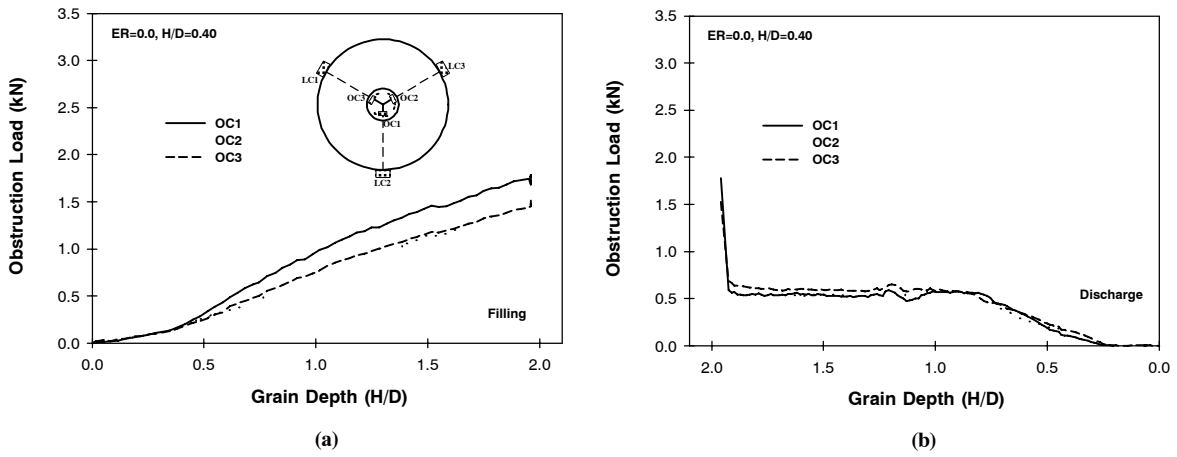 3.5
3.0
2.5
2.0
1.5
1.0
0.5
0.0
Obstruction Load (kN)
ER=0.0, H/D=0.40
LC1
LC3
OC3
OC2
OC1
LC2
OC1
OC2
OC3
Filling
0.0 0.5 1.0 1.5 2.0
Grain Depth (H/D)
(a)
3.5
3.0
2.5
2.0
1.5
1.0
0.5
0.0
Obstruction Load (kN)
ER=0.0, H/D=0.40
OC1
OC2
OC3
Discharge
2.0 1.5 1.0 0.5 0.0
Grain Depth (H/D)
(b)